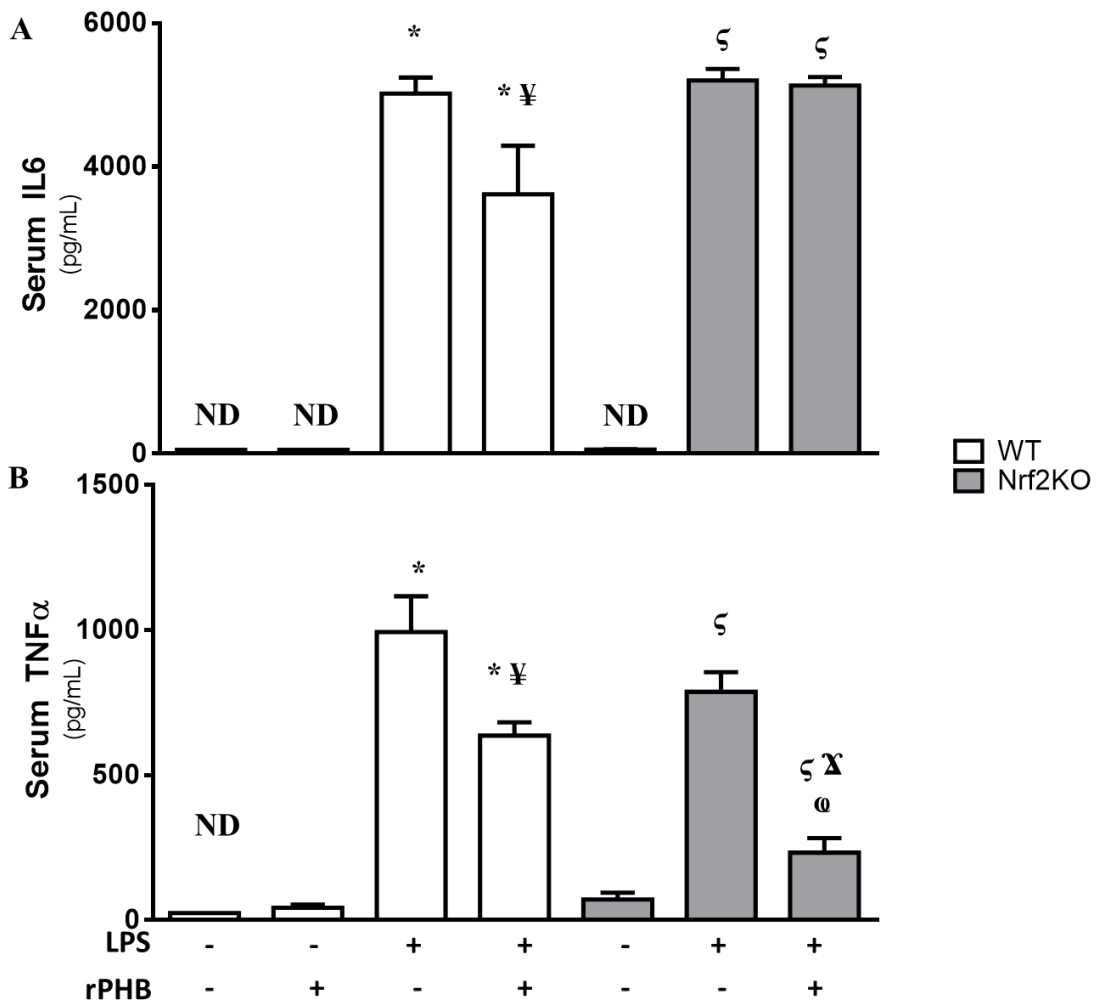 A
6000
4000
2000
0
Serum IL6
(pg/mL)
*
* ¥
ς
ς
ND
ND
ND
WT
Nrf2KO
B
1500
1000
500
0
Serum TNFα
(pg/mL)
ND
*
* ¥
ς
ς
LPS - - + + - + +
rPHB - + - + - - +